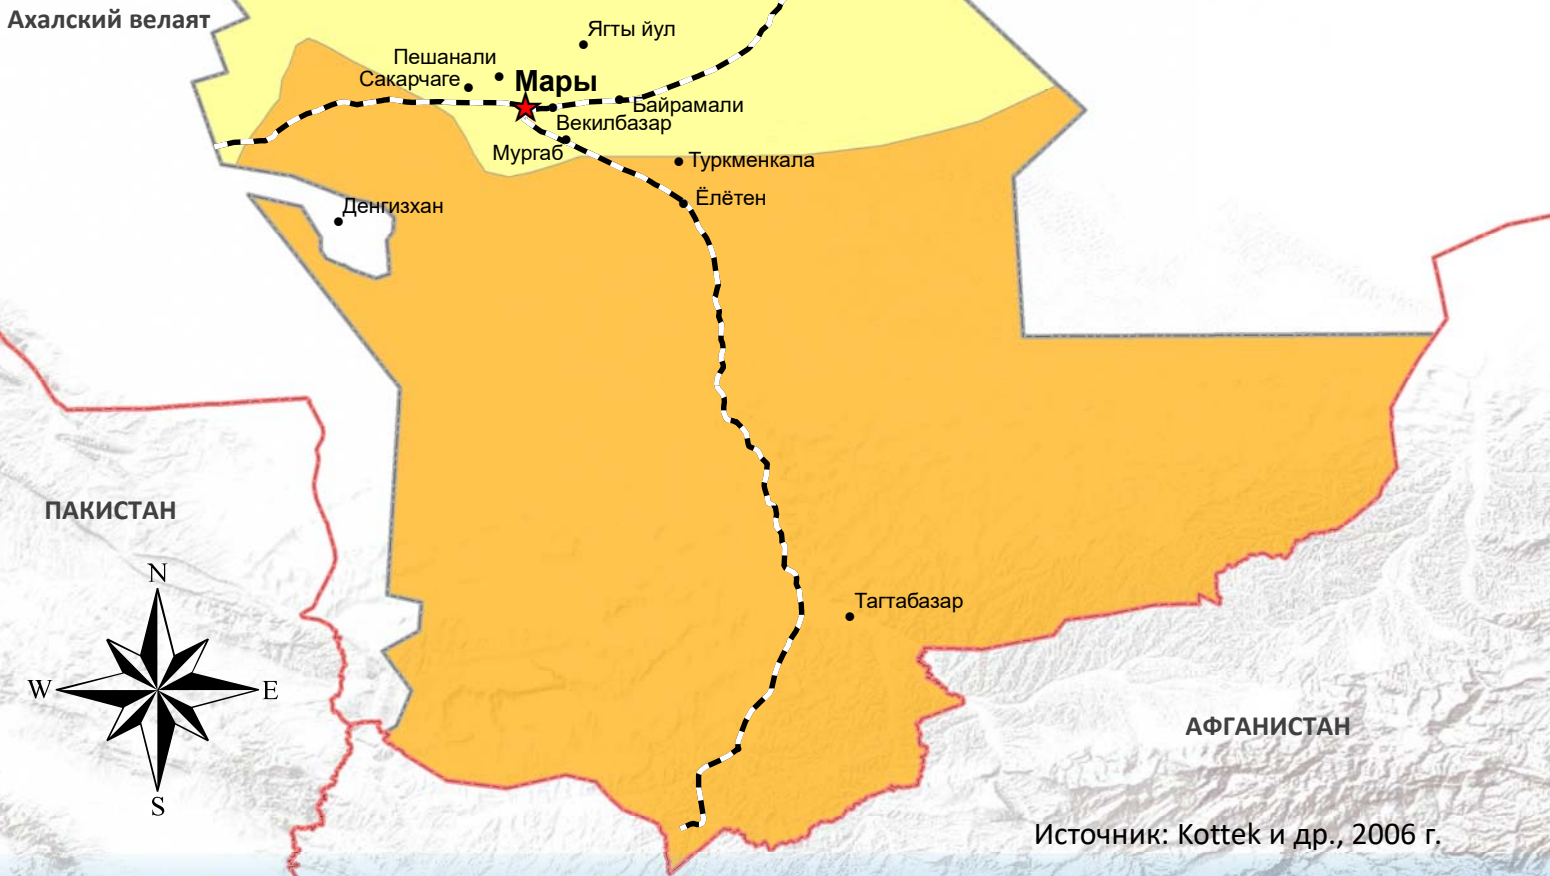 Ахалский велаят
Ягты йул
Пешанали
Сакарчаге
Мары
Байрамали
Векилбазар
Мургаб
Туркменкала
Ёлётен
Денгизхан
ПАКИСТАН
N
W
E
S
Тагтабазар
АФГАНИСТАН
Источник: Kottek и др., 2006 г.